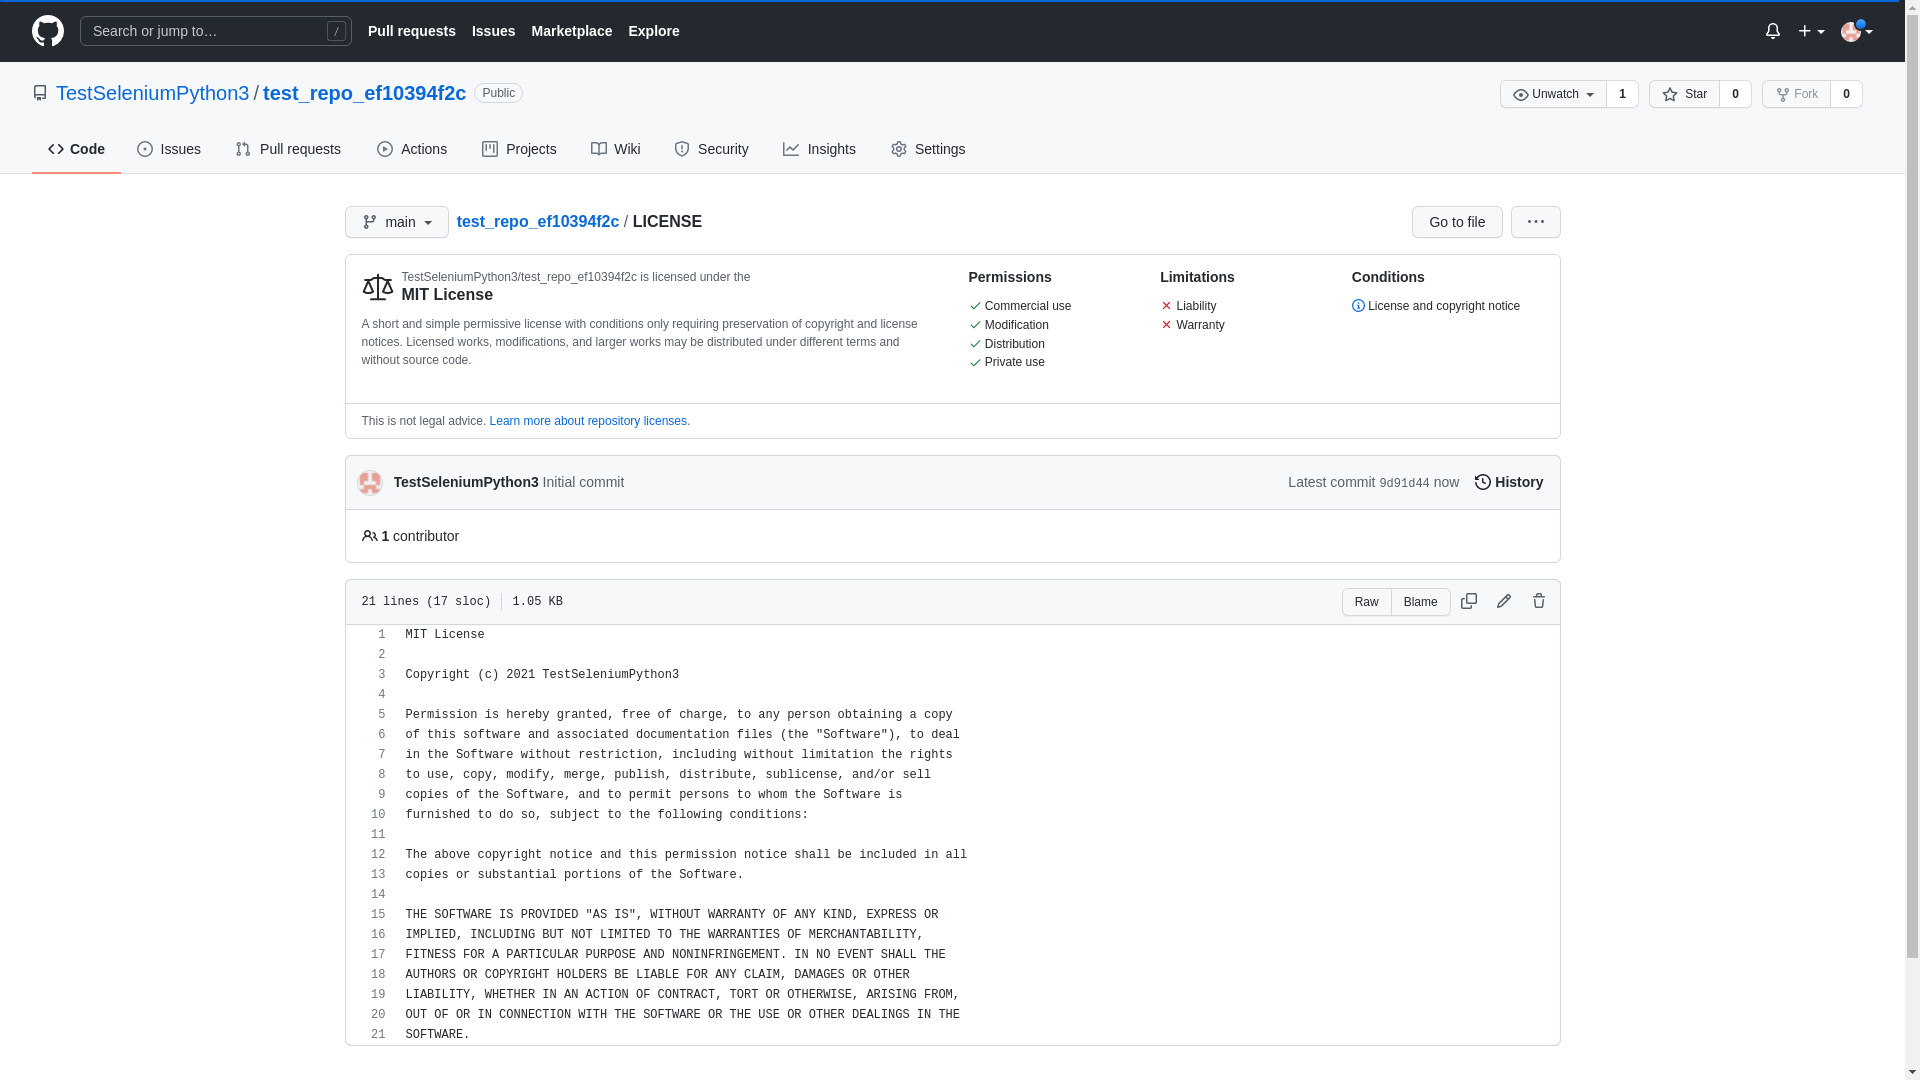 Search or jump to… /
Pull requests Issues Marketplace Explore
TestSeleniumPython3 / test_repo_ef10394f2c Public
Unwatch 1 Star 0 Fork 0
Code Issues Pull requests Actions Projects Wiki Security Insights Settings
main test_repo_ef10394f2c / LICENSE Go to file
TestSeleniumPython3/test_repo_ef10394f2c is licensed under the
MIT License
A short and simple permissive license with conditions only requiring preservation of copyright and license
notices. Licensed works, modifications, and larger works may be distributed under different terms and
without source code.
Permissions
Commercial use
Modification
Distribution
Private use
Limitations
Liability
Warranty
Conditions
License and copyright notice
This is not legal advice. Learn more about repository licenses.
TestSeleniumPython3 Initial commit Latest commit 9d91d44 now History
1 contributor
21 lines (17 sloc) 1.05 KB Raw Blame
1 MIT License
2
3 Copyright (c) 2021 TestSeleniumPython3
4
5 Permission is hereby granted, free of charge, to any person obtaining a copy
6 of this software and associated documentation files (the "Software"), to deal
7 in the Software without restriction, including without limitation the rights
8 to use, copy, modify, merge, publish, distribute, sublicense, and/or sell
9 copies of the Software, and to permit persons to whom the Software is
10 furnished to do so, subject to the following conditions:
11
12 The above copyright notice and this permission notice shall be included in all
13 copies or substantial portions of the Software.
14
15 THE SOFTWARE IS PROVIDED "AS IS", WITHOUT WARRANTY OF ANY KIND, EXPRESS OR
16 IMPLIED, INCLUDING BUT NOT LIMITED TO THE WARRANTIES OF MERCHANTABILITY,
17 FITNESS FOR A PARTICULAR PURPOSE AND NONINFRINGEMENT. IN NO EVENT SHALL THE
18 AUTHORS OR COPYRIGHT HOLDERS BE LIABLE FOR ANY CLAIM, DAMAGES OR OTHER
19 LIABILITY, WHETHER IN AN ACTION OF CONTRACT, TORT OR OTHERWISE, ARISING FROM,
20 OUT OF OR IN CONNECTION WITH THE SOFTWARE OR THE USE OR OTHER DEALINGS IN THE
21 SOFTWARE.